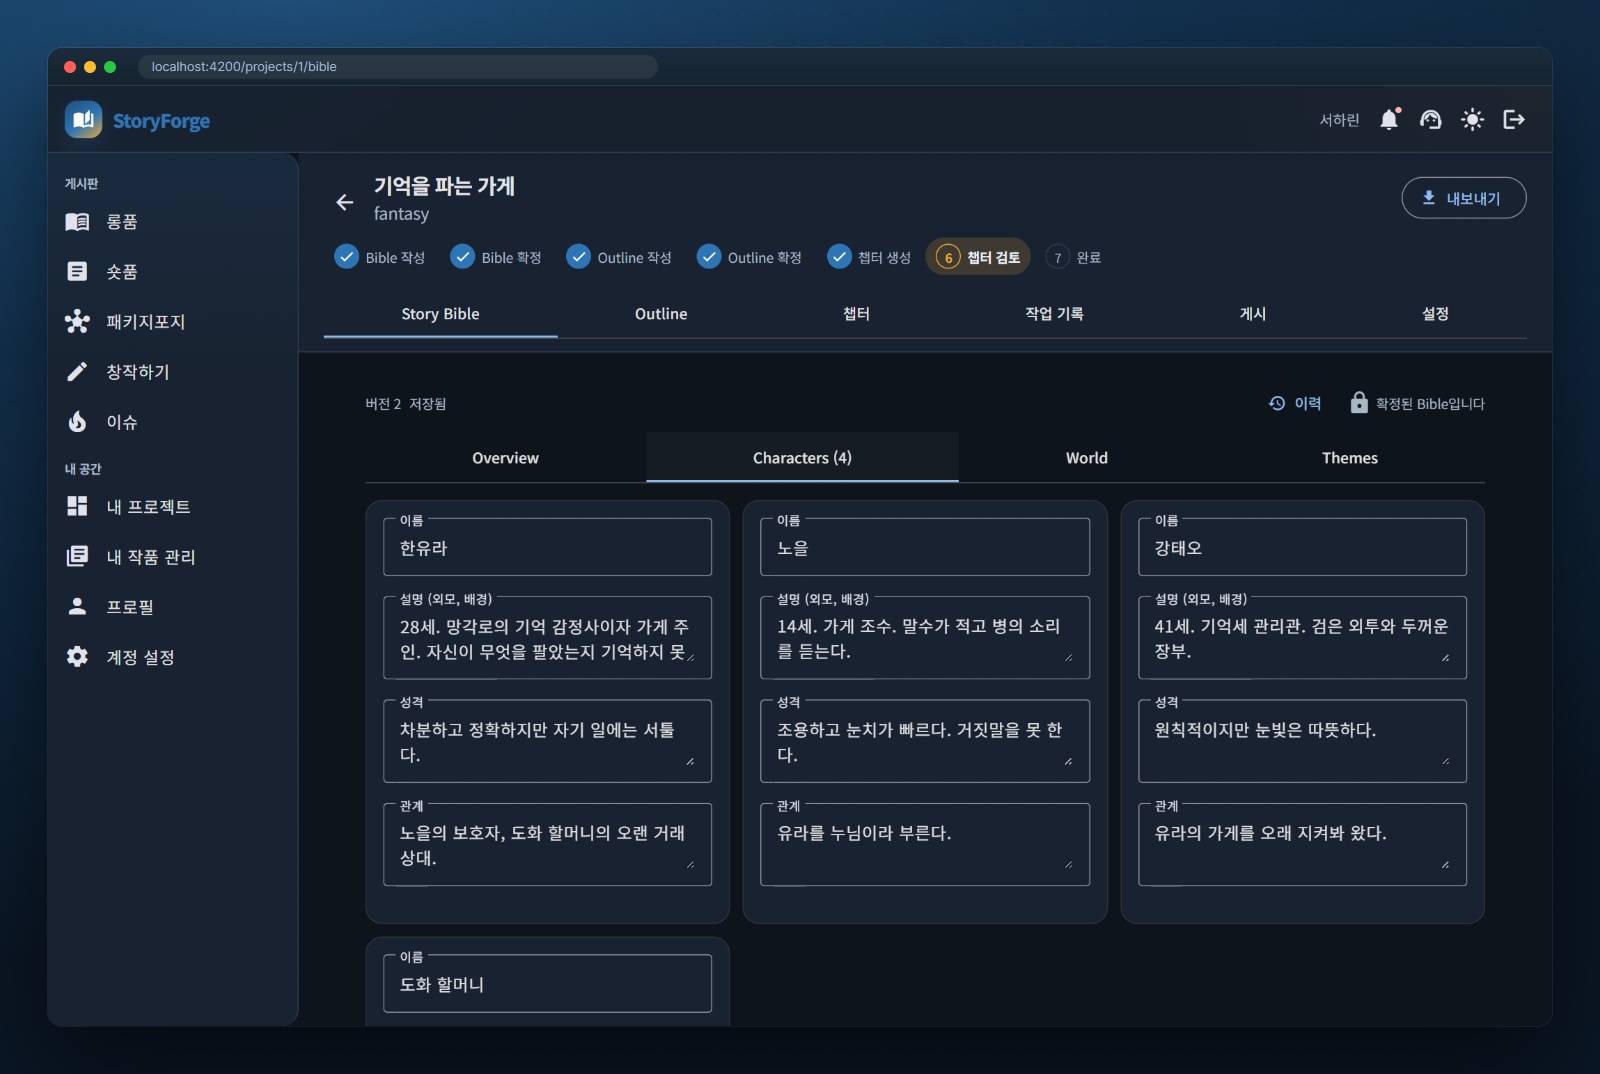 localhost:4200/projects/1/bible
StoryForge
서하린
게시판
롱폼
숏폼
패키지포지
창작하기
이슈
내 공간
내 프로젝트
내 작품 관리
프로필
계정 설정
기억을 파는 가게
fantasy
내보내기
Bible 작성
Bible 확정
Outline 작성
Outline 확정
챕터 생성
6 챕터 검토
7 완료
Story Bible
Outline
챕터
작업 기록
게시
설정
버전 2 저장됨
이력
확정된 Bible입니다
Overview
Characters (4)
World
Themes
이름
한유라
설명 (외모, 배경)
28세. 망각로의 기억 감정사이자 가게 주
인. 자신이 무엇을 팔았는지 기억하지 못
성격
차분하고 정확하지만 자기 일에는 서툴
다.
관계
노을의 보호자, 도화 할머니의 오랜 거래
상대.
이름
노을
설명 (외모, 배경)
14세. 가게 조수. 말수가 적고 병의 소리
를 듣는다.
성격
조용하고 눈치가 빠르다. 거짓말을 못 한
다.
관계
유라를 누님이라 부른다.
이름
강태오
설명 (외모, 배경)
41세. 기억세 관리관. 검은 외투와 두꺼운
장부.
성격
원칙적이지만 눈빛은 따뜻하다.
관계
유라의 가게를 오래 지켜봐 왔다.
이름
도화 할머니